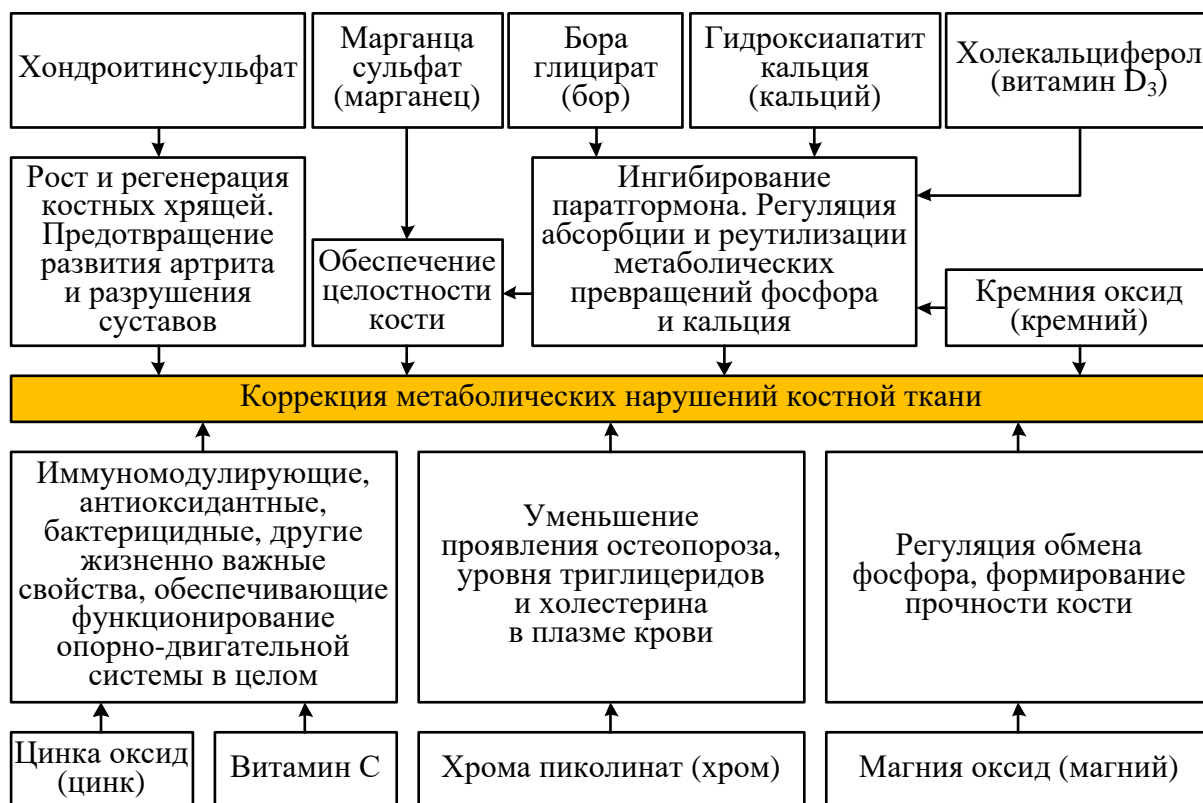 Хондроитинсульфат
Марганца
сульфат
(марганец)
Бора
глицират
(бор)
Гидроксиапатит
кальция
(кальций)
Холекальциферол
(витамин D₃)
Рост и регенерация
костных хрящей.
Предотвращение
развития артрита
и разрушения
суставов
Обеспечение
целостности
кости
Ингибирование
паратгормона. Регуляция
абсорбции и реутилизации
метаболических
превращений фосфора
и кальция
Кремния оксид
(кремний)
Коррекция метаболических нарушений костной ткани
Иммуномодулирующие,
антиоксидантные,
бактерицидные, другие
жизненно важные
свойства, обеспечивающие
функционирование
опорно-двигательной
системы в целом
Уменьшение
проявления остеопороза,
уровня триглицеридов
и холестерина
в плазме крови
Регуляция обмена
фосфора, формирование
прочности кости
Цинка оксид
(цинк)
Витамин С
Хрома пиколинат (хром)
Магния оксид (магний)